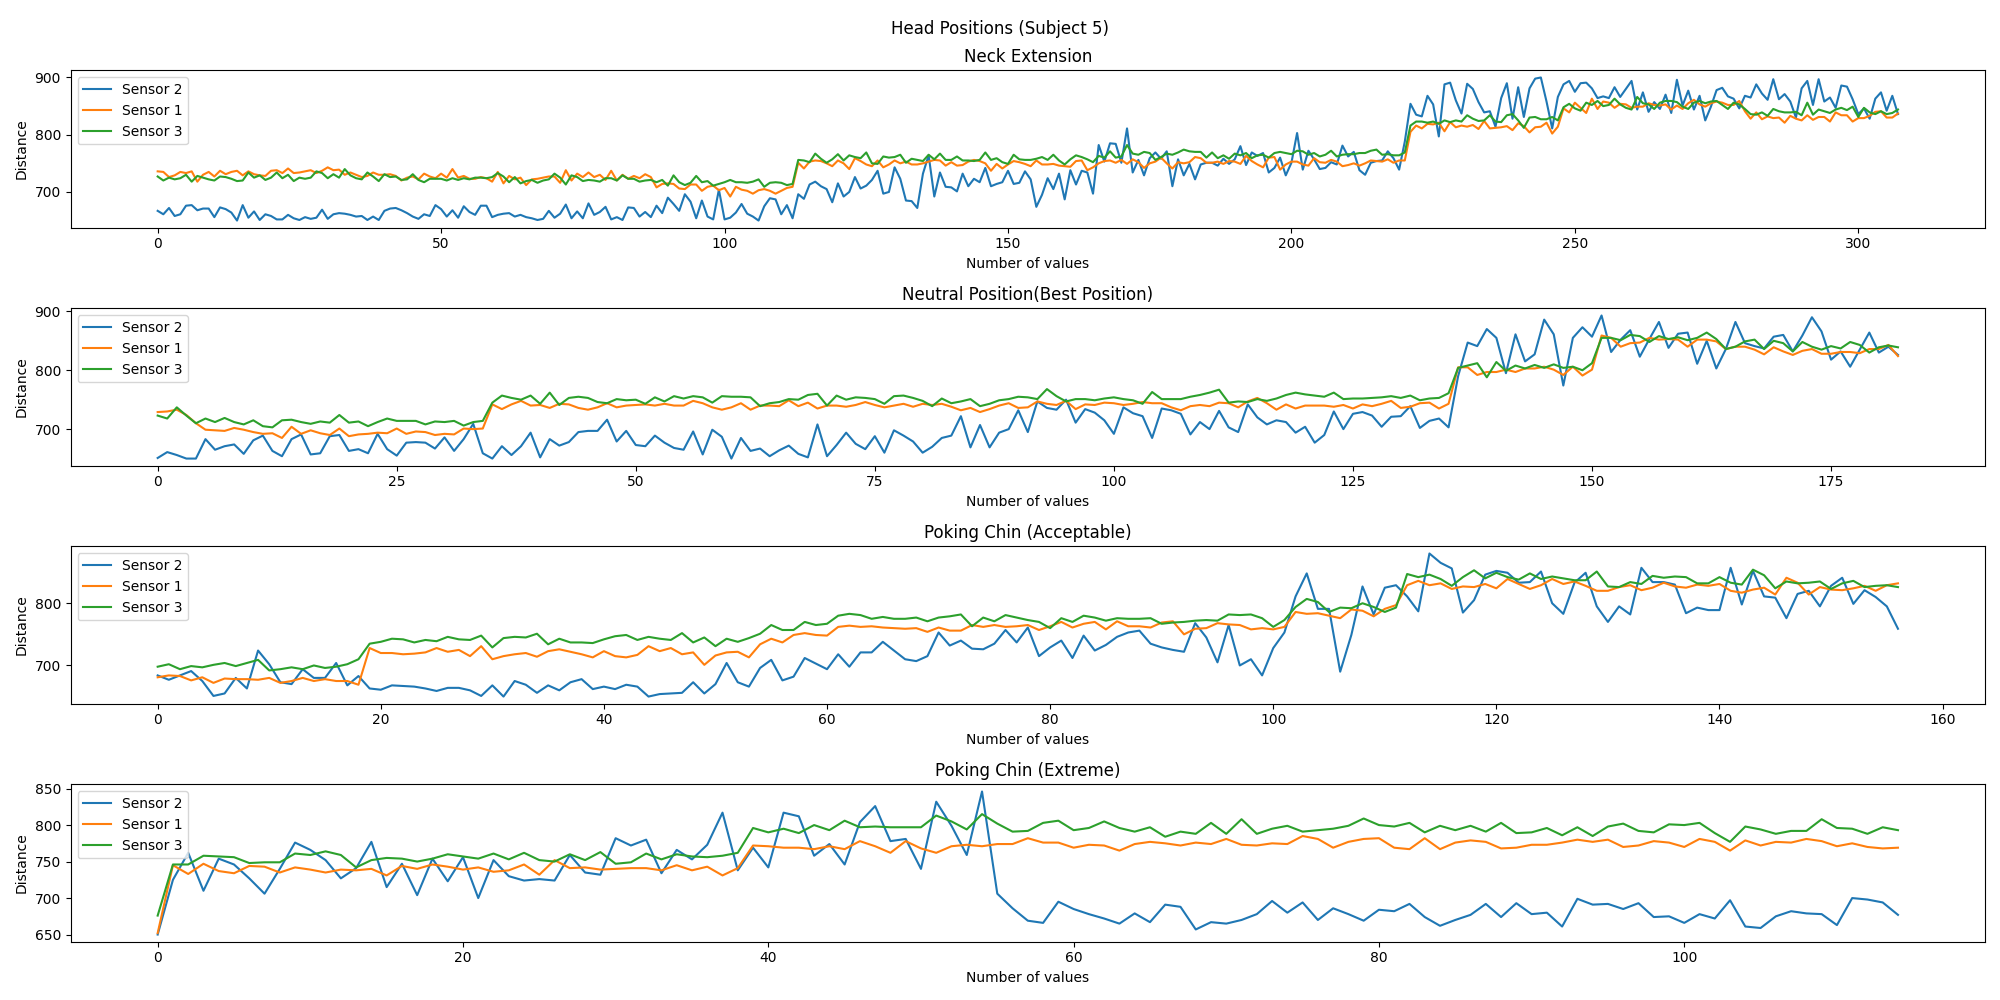 Head Positions (Subject 5)
Neck Extension
Sensor 2
Sensor 1
Sensor 3
Distance
900
800
700
0 50 100 150 200 250 300
Number of values
Neutral Position(Best Position)
Sensor 2
Sensor 1
Sensor 3
Distance
900
800
700
0 25 50 75 100 125 150 175
Number of values
Poking Chin (Acceptable)
Sensor 2
Sensor 1
Sensor 3
Distance
800
700
0 20 40 60 80 100 120 140 160
Number of values
Poking Chin (Extreme)
Sensor 2
Sensor 1
Sensor 3
Distance
850
800
750
700
650
0 20 40 60 80 100
Number of values